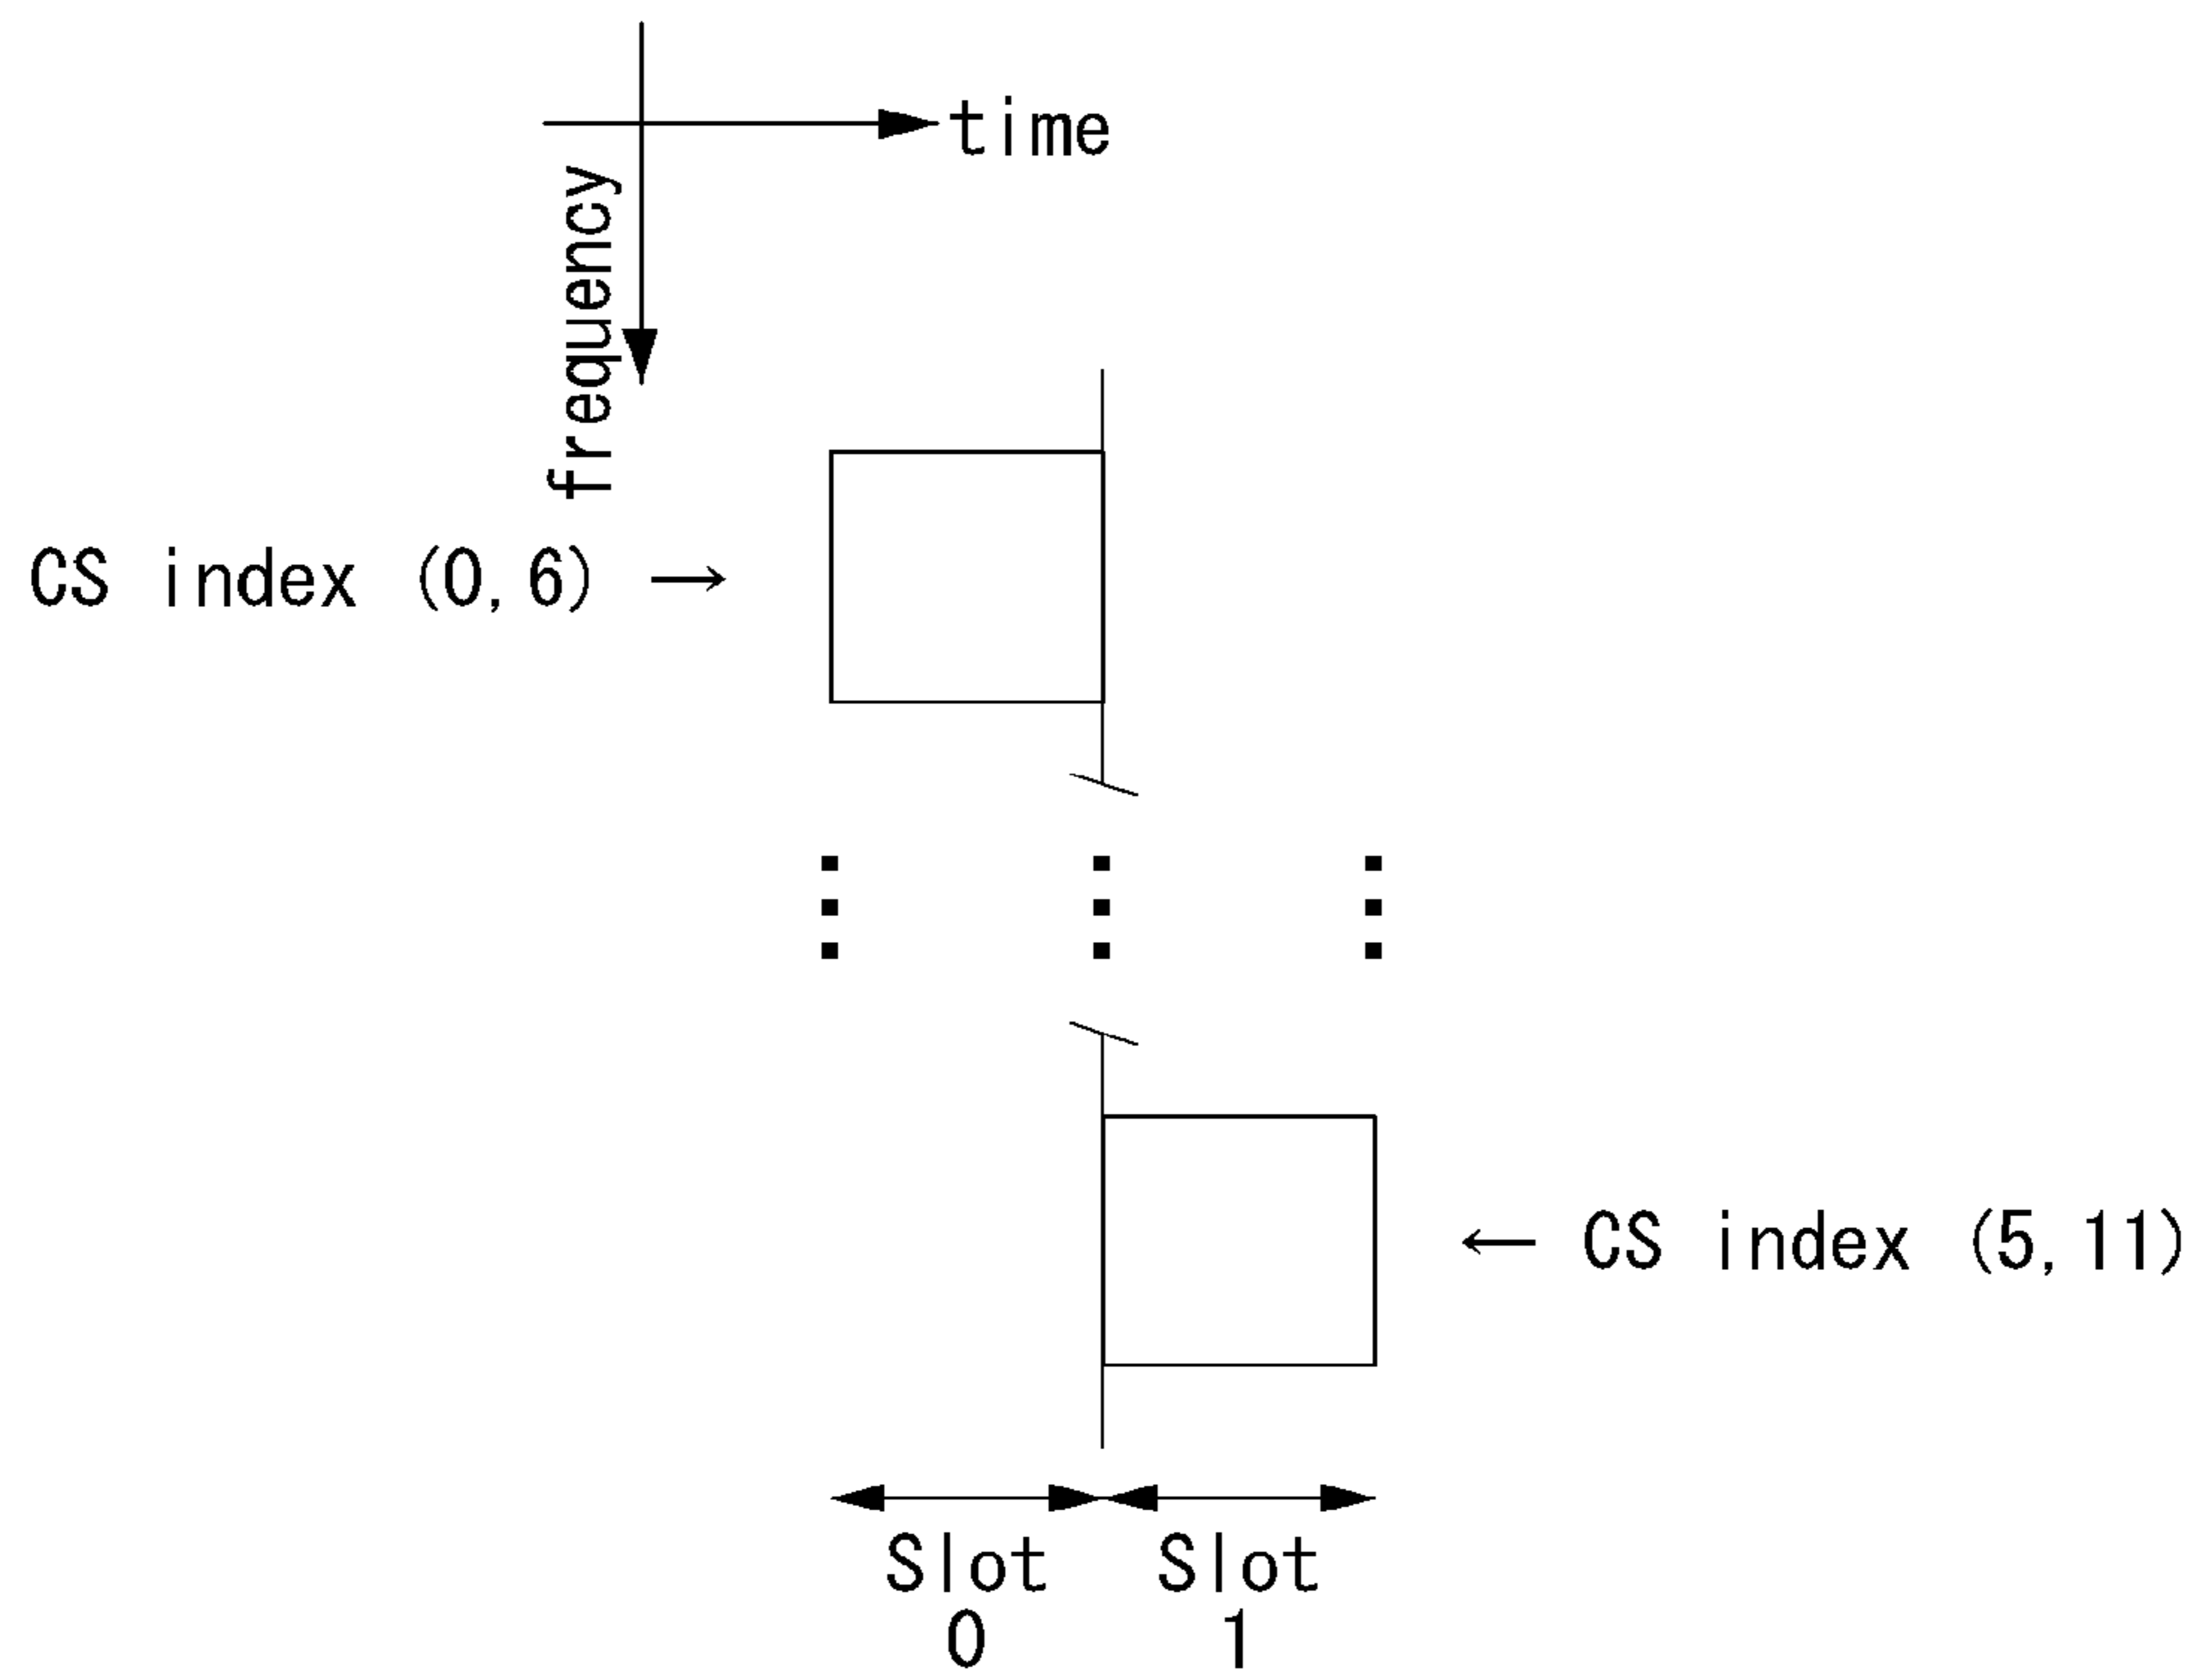 time
frequency
CS index (0,6) →
← CS index (5,11)
Slot Slot
0 1